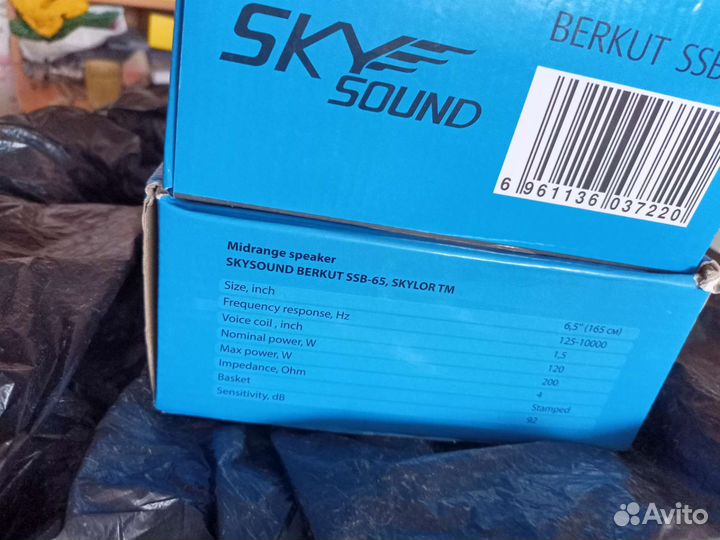 SKY
SOUND
BERKUT SSB
6 961136 037220
Midrange speaker
SKYSOUND BERKUT SSB-65, SKYLOR TM
Size, inch 6,5" (165 см)
Frequency response, Hz 125-10000
Voice coil , inch 1,5
Nominal power, W 120
Max power, W 200
Impedance, Ohm 4
Basket Stamped
Sensitivity, dB 92
Avito